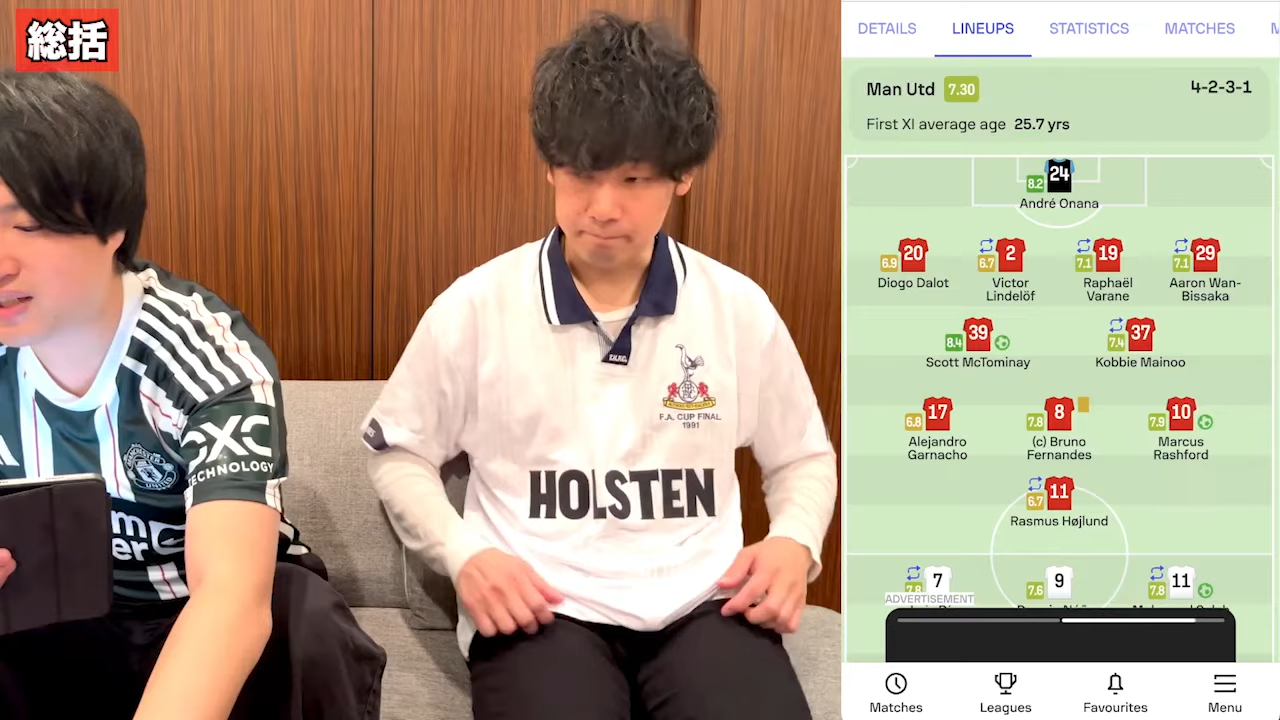 総括
DETAILS LINEUPS STATISTICS MATCHES
Man Utd 7.30 4-2-3-1
First XI average age 25.7 yrs
24
8.2
André Onana
20 2 19 29
6.9 6.7 7.1 7.1
Diogo Dalot Victor Lindelöf Raphaël Varane Aaron Wan-Bissaka
39 37
8.4 7.4
Scott McTominay Kobbie Mainoo
17 8 10
6.8 7.8 7.9
Alejandro Garnacho (c) Bruno Fernandes Marcus Rashford
11
6.7
Rasmus Højlund
7 9 11
7.8 7.6 7.8
ADVERTISEMENT
Matches Leagues Favourites Menu
F.A. CUP FINAL
1991
HOLSTEN
DXC
TECHNOLOGY